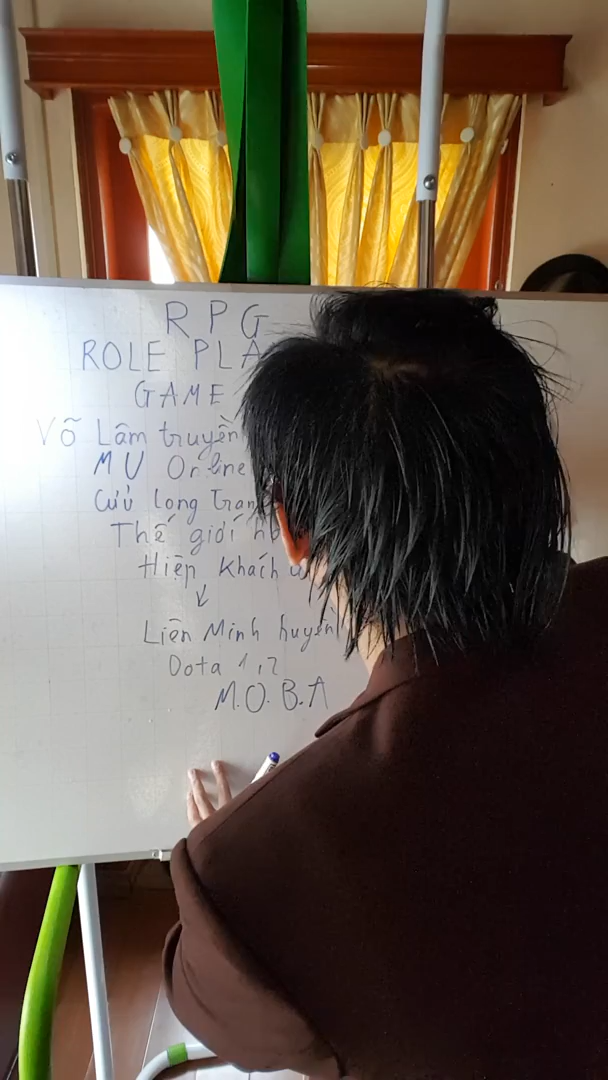 R P G
ROLE PLA
GAME
Võ Lâm truyền
MU Online
Cửu long tran
Thế giới h
Hiệp khách
↓
Liên Minh huyền
Dota 1,2
M.O.B.A